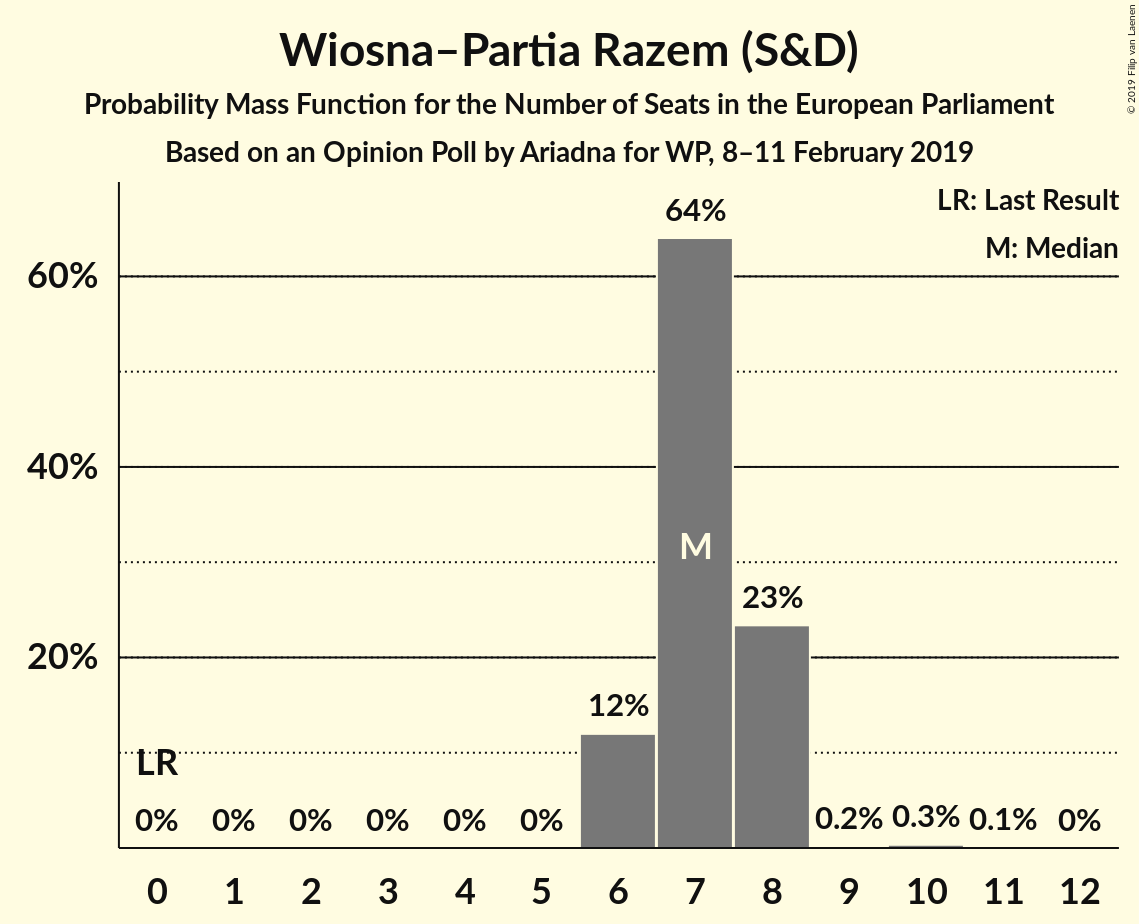 Wiosna–Partia Razem (S&D)
Probability Mass Function for the Number of Seats in the European Parliament
Based on an Opinion Poll by Ariadna for WP, 8–11 February 2019
© 2019 Filip van Laenen
LR: Last Result
M: Median
64%
60%
40%
M
23%
20%
12%
LR
0% 0% 0% 0% 0% 0% 0.2% 0.3% 0.1% 0%
0 1 2 3 4 5 6 7 8 9 10 11 12